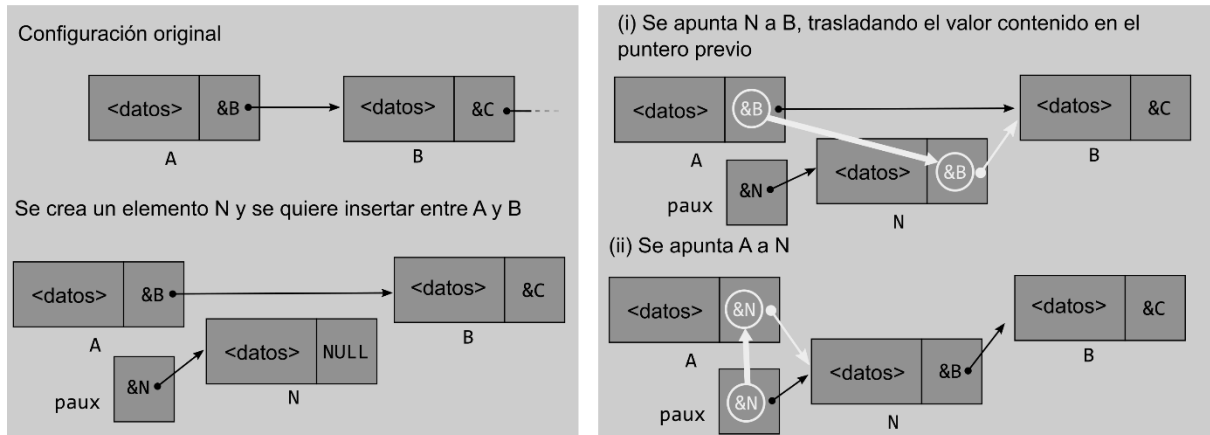 Configuración original
<datos> &B <datos> &C
A B
Se crea un elemento N y se quiere insertar entre A y B
<datos> &B <datos> &C
A B
<datos> NULL
&N
paux N
(i) Se apunta N a B, trasladando el valor contenido en el
puntero previo
<datos> &B <datos> &C
A B
<datos> &B
&N
paux N
(ii) Se apunta A a N
<datos> &N <datos> &C
A B
<datos> &B
&N
paux N